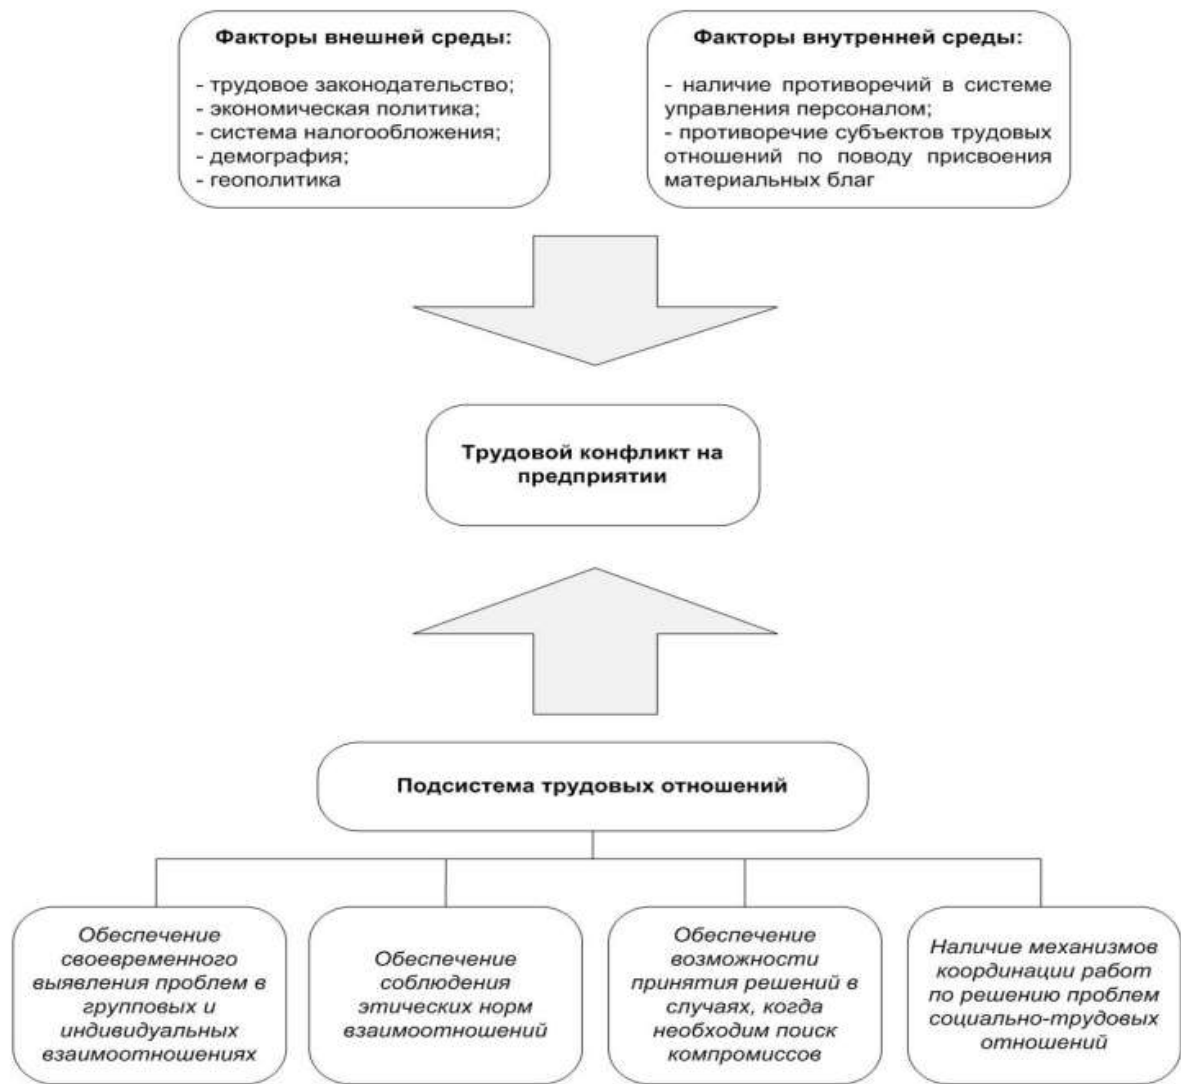 Факторы внешней среды:
- трудовое законодательство;
- экономическая политика;
- система налогообложения;
- демография;
- геополитика
Факторы внутренней среды:
- наличие противоречий в системе
управления персоналом;
- противоречие субъектов трудовых
отношений по поводу присвоения
материальных благ
Трудовой конфликт на
предприятии
Подсистема трудовых отношений
Обеспечение
своевременного
выявления проблем в
групповых и
индивидуальных
взаимоотношениях
Обеспечение
соблюдения
этических норм
взаимоотношений
Обеспечение
возможности
принятия решений в
случаях, когда
необходим поиск
компромиссов
Наличие механизмов
координации работ
по решению проблем
социально-трудовых
отношений